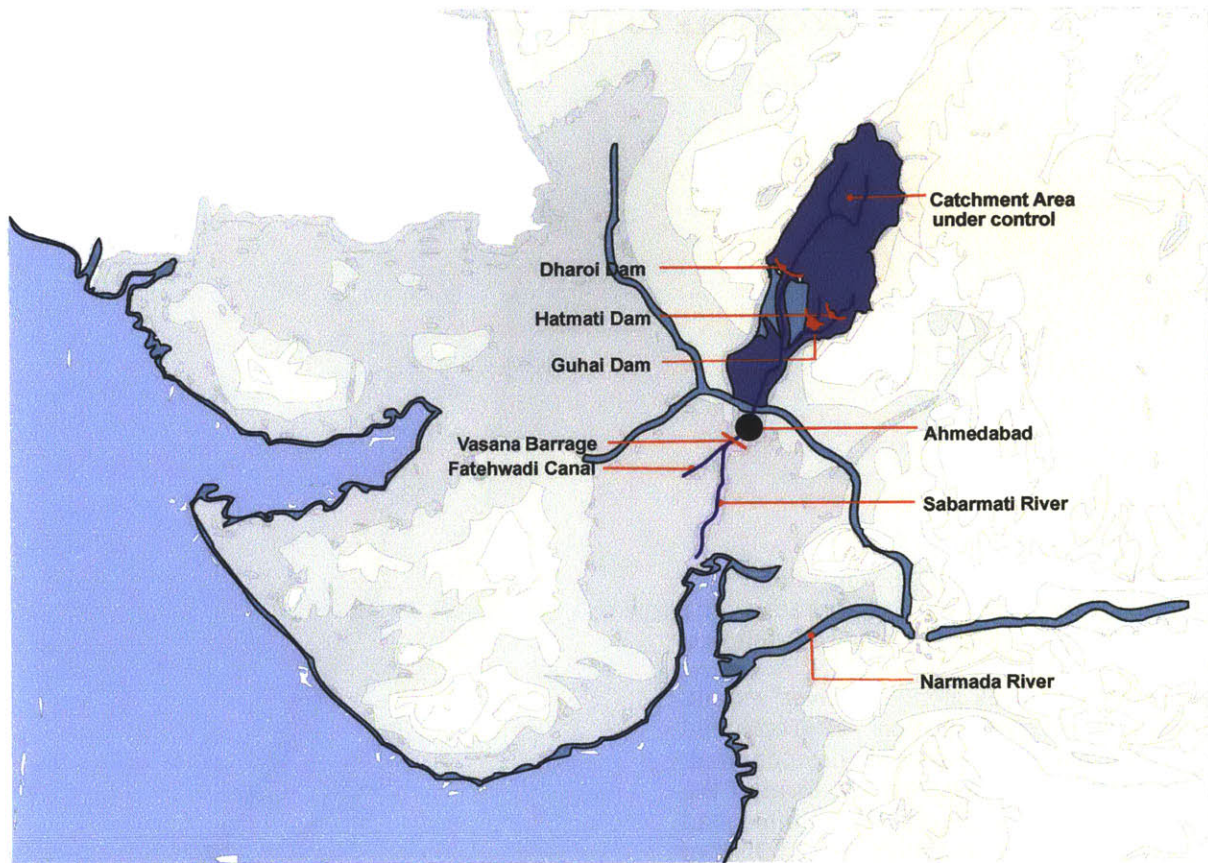 Catchment Area
under control
Dharoi Dam
Hatmati Dam
Guhai Dam
Ahmedabad
Vasana Barrage
Fatehwadi Canal
Sabarmati River
Narmada River